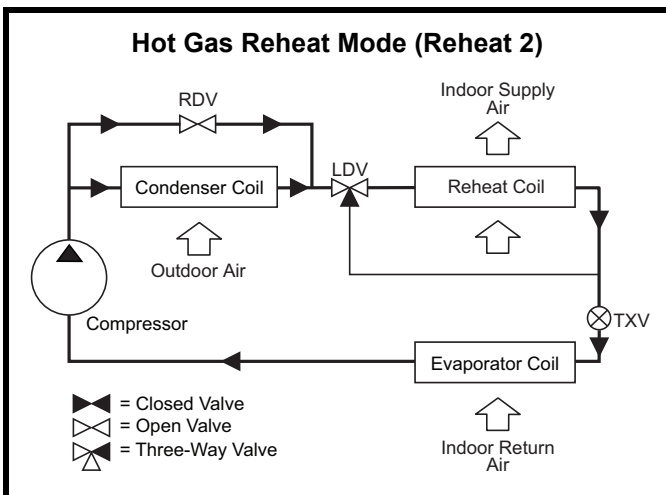 Hot Gas Reheat Mode (Reheat 2)
RDV
Indoor Supply
Air
LDV
Condenser Coil
Reheat Coil
Outdoor Air
Compressor
TXV
Evaporator Coil
= Closed Valve
= Open Valve
= Three-Way Valve
Indoor Return
Air